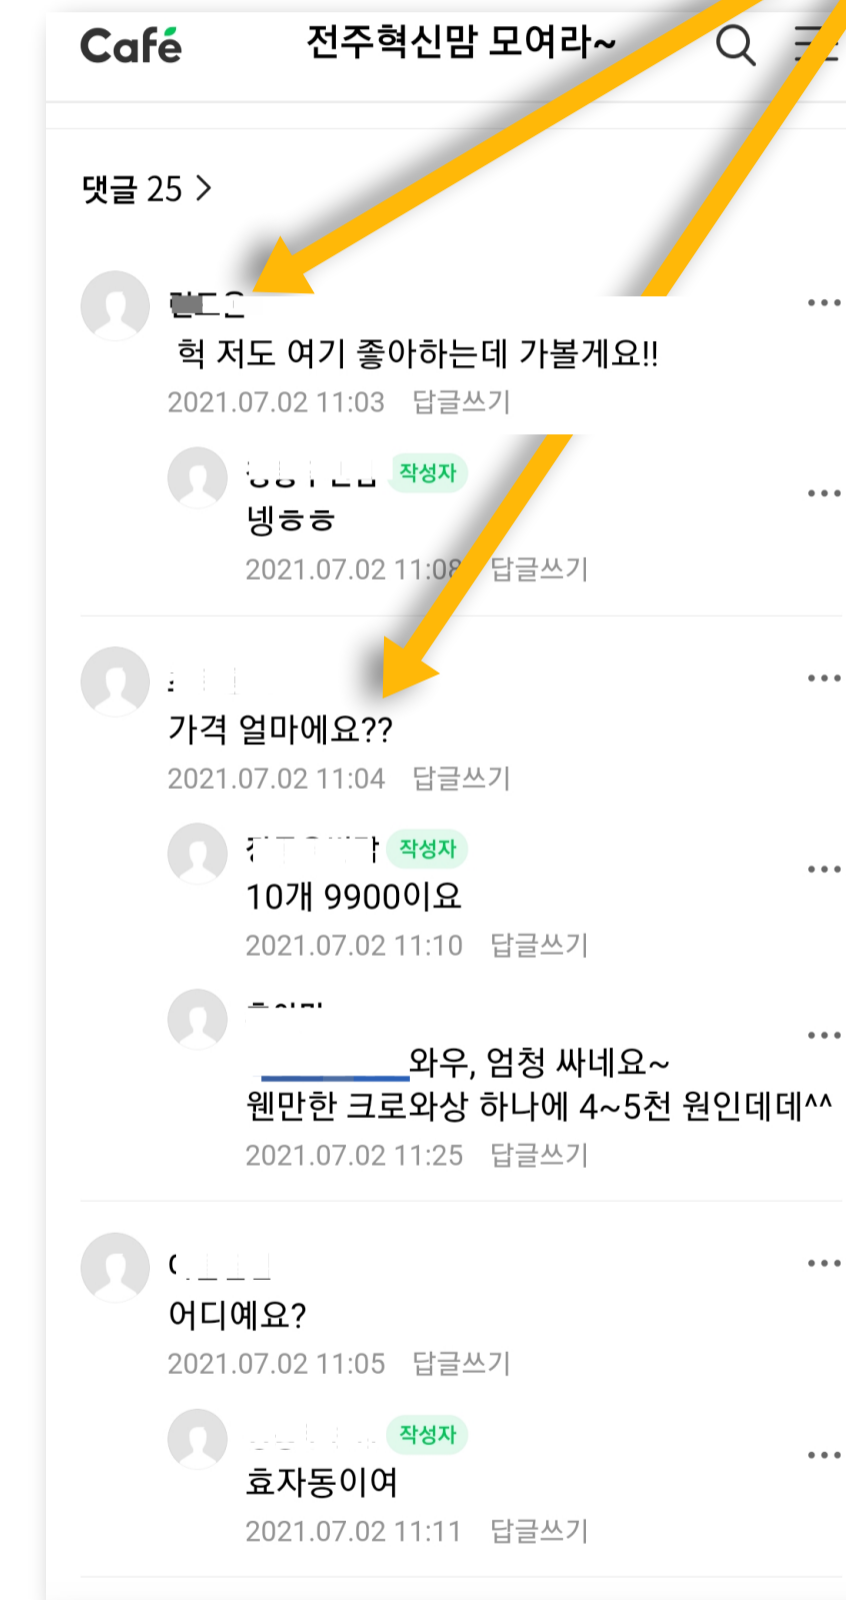 Café
전주혁신맘 모여라~
댓글 25 >
헉 저도 여기 좋아하는데 가볼게요!!
2021.07.02 11:03 답글쓰기
작성자
넹ㅎㅎ
2021.07.02 11:08 답글쓰기
가격 얼마에요??
2021.07.02 11:04 답글쓰기
작성자
10개 9900이요
2021.07.02 11:10 답글쓰기
와우, 엄청 싸네요~
웬만한 크로와상 하나에 4~5천 원인데데^^
2021.07.02 11:25 답글쓰기
어디예요?
2021.07.02 11:05 답글쓰기
작성자
효자동이여
2021.07.02 11:11 답글쓰기